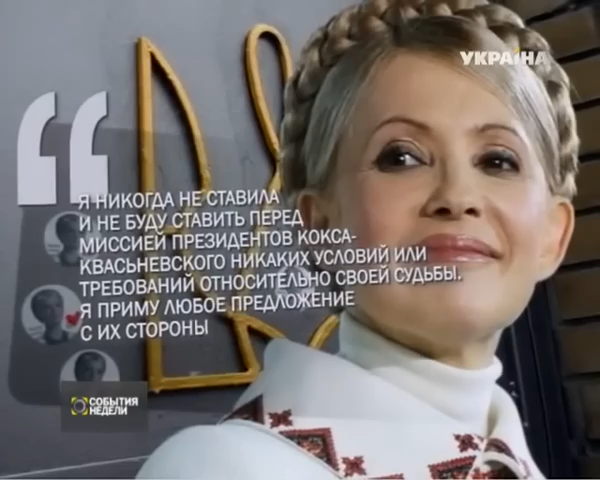 УКРАЇНА
Я НИКОГДА НЕ СТАВИЛА
И НЕ БУДУ СТАВИТЬ ПЕРЕД
МИССИЕЙ ПРЕЗИДЕНТОВ КОКСА-
КВАСЬНЕВСКОГО НИКАКИХ УСЛОВИЙ ИЛИ
ТРЕБОВАНИЙ ОТНОСИТЕЛЬНО СВОЕЙ СУДЬБЫ.
Я ПРИМУ ЛЮБОЕ ПРЕДЛОЖЕНИЕ
С ИХ СТОРОНЫ
СОБЫТИЯ
НЕДЕЛИ